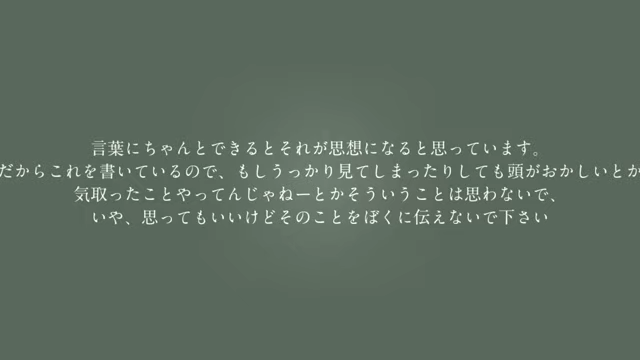 言葉にちゃんとできるとそれが思想になると思っています。
だからこれを書いているので、もしうっかり見てしまったりしても頭がおかしいとか
気取ったことやってんじゃねーとかそういうことは思わないで、
いや、思ってもいいけどそのことをぼくに伝えないで下さい